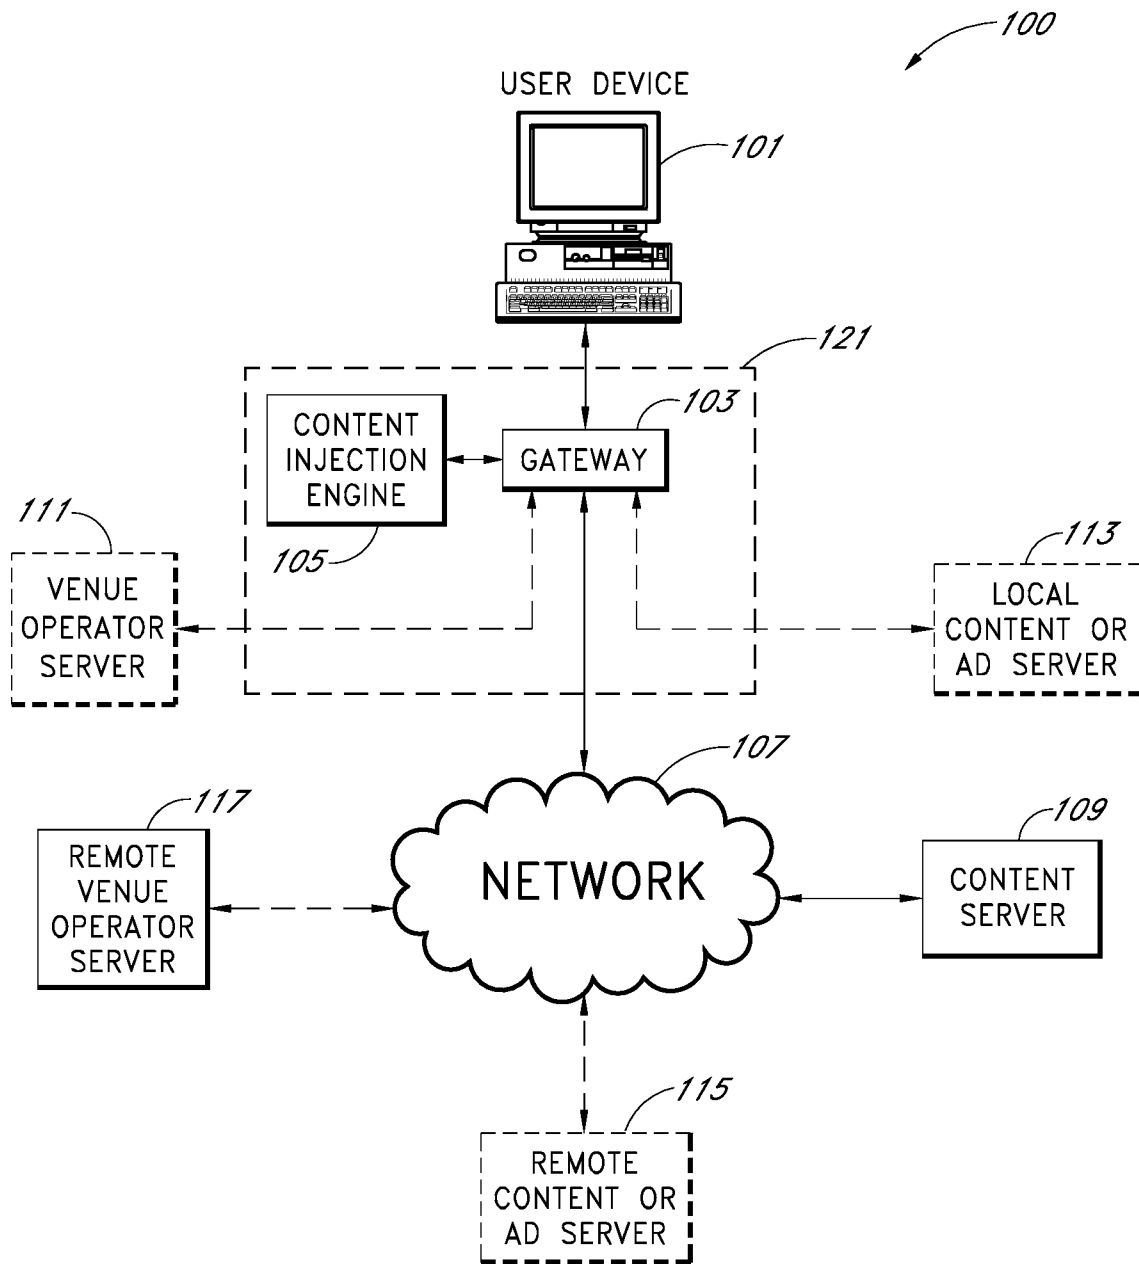 100
USER DEVICE
101
121
103
CONTENT
INJECTION
ENGINE
GATEWAY
105
111
VENUE
OPERATOR
SERVER
113
LOCAL
CONTENT OR
AD SERVER
107
NETWORK
117
REMOTE
VENUE
OPERATOR
SERVER
109
CONTENT
SERVER
115
REMOTE
CONTENT OR
AD SERVER